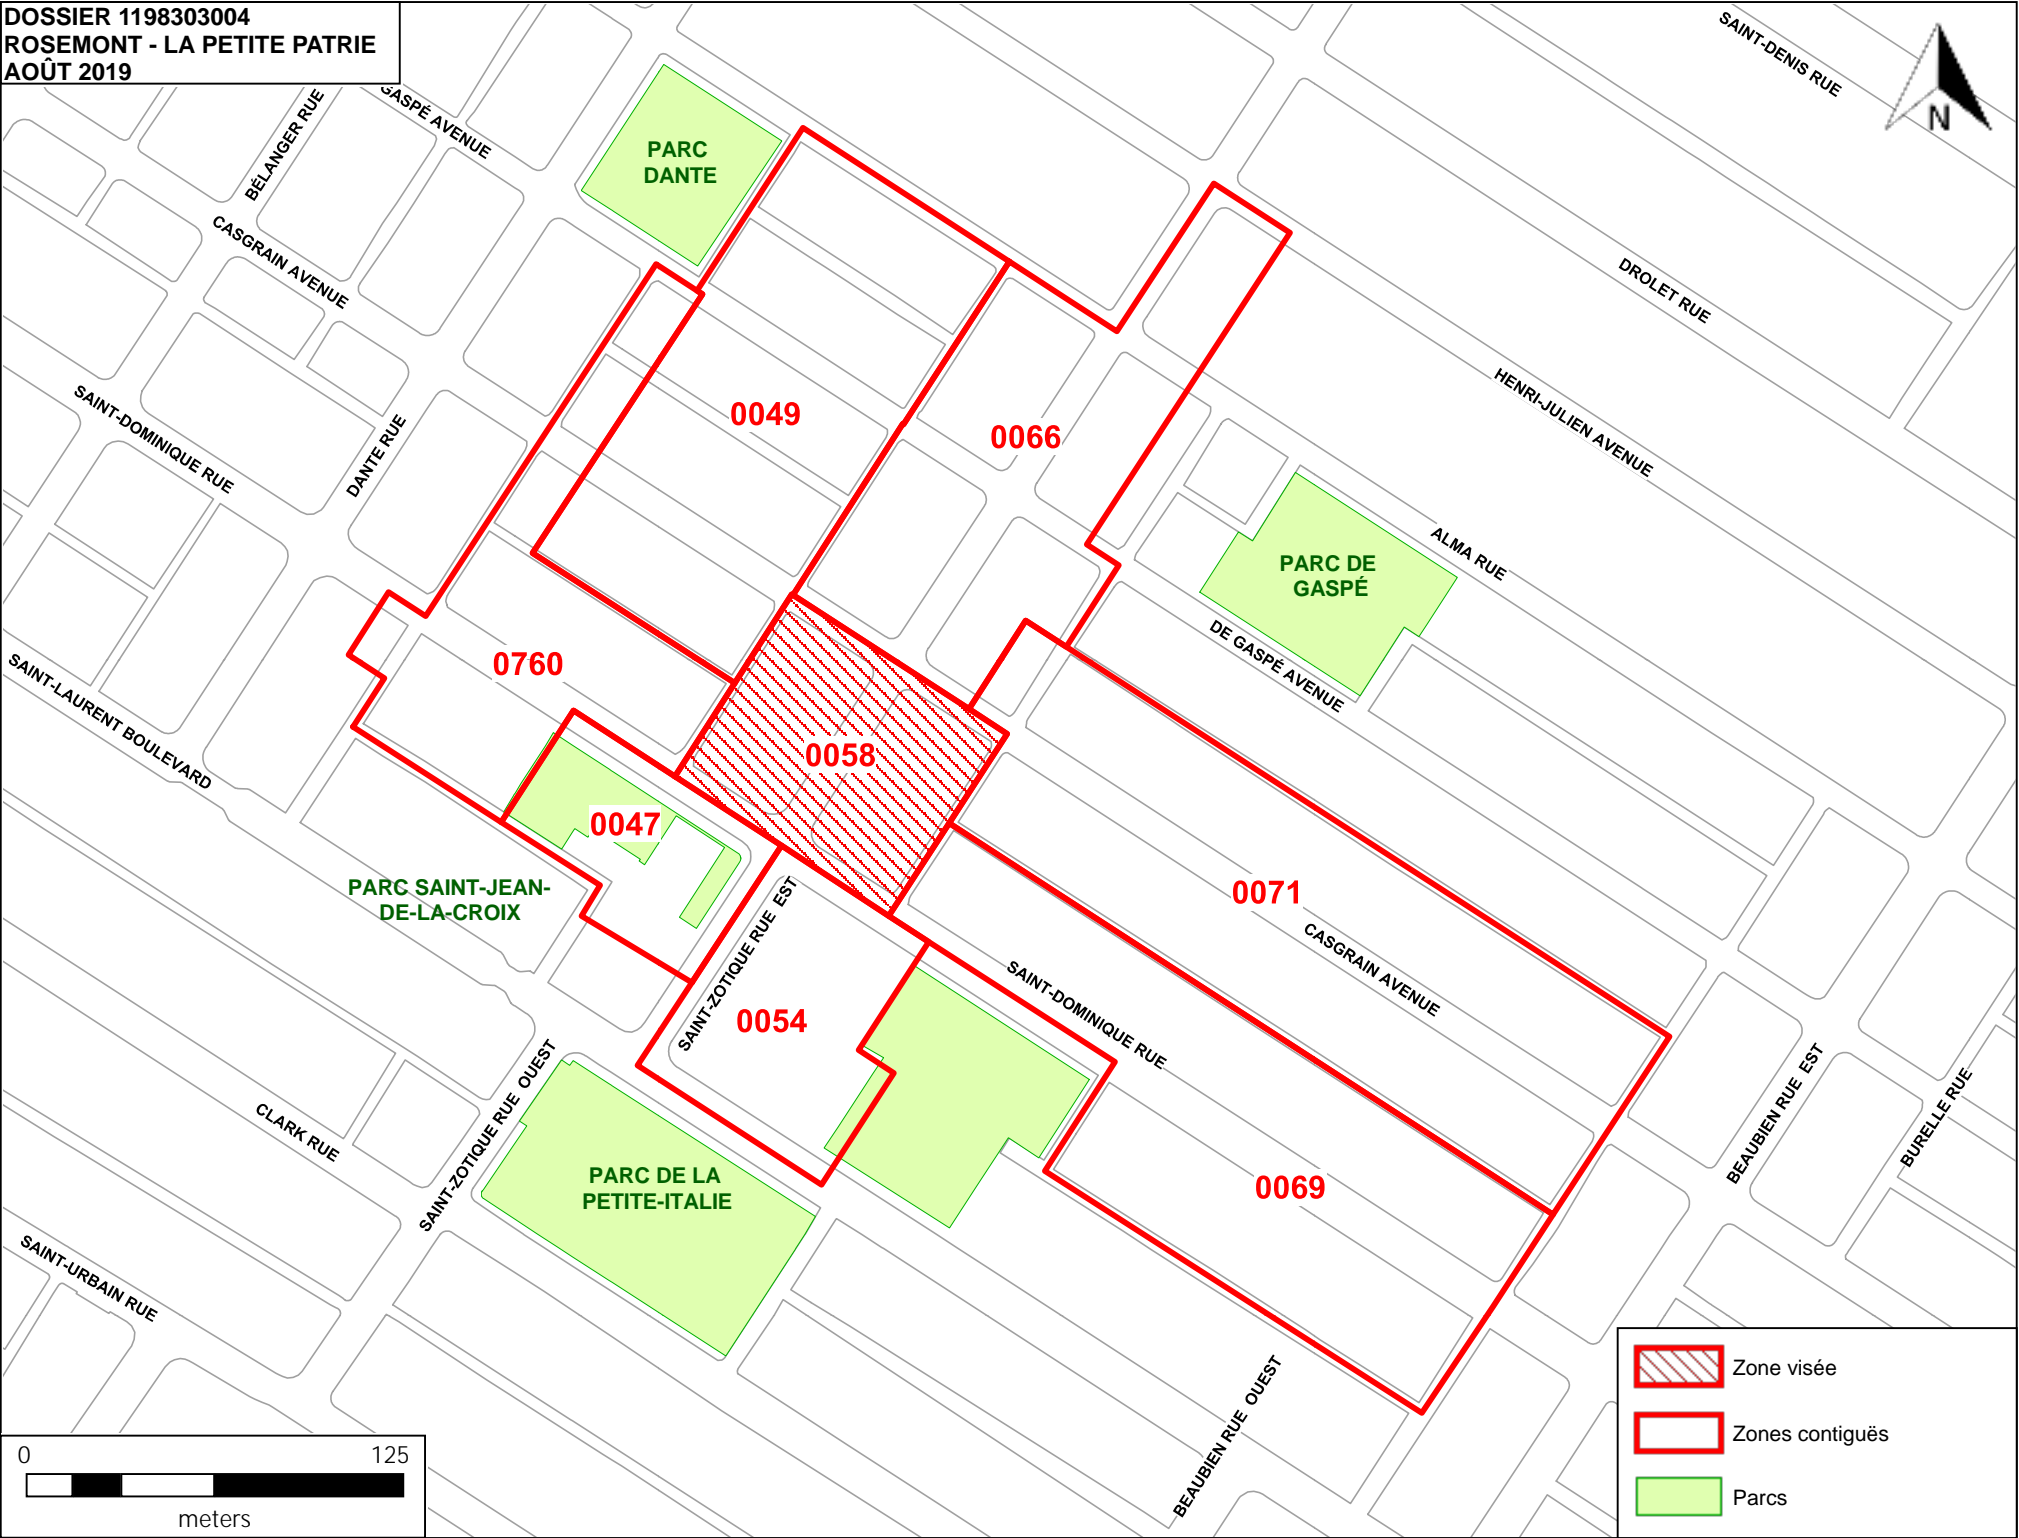 DOSSIER 1198303004
ROSEMONT - LA PETITE PATRIE
AOÛT 2019
SAINT-DENIS RUE
N
GASPÉ AVENUE
BÉLANGER RUE
PARC
DANTE
CASGRAIN AVENUE
DROLET RUE
SAINT-DOMINIQUE RUE
DANTE RUE
0049
0066
HENRI-JULIEN AVENUE
ALMA RUE
PARC DE
GASPÉ
DE GASPÉ AVENUE
SAINT-LAURENT BOULEVARD
0760
0058
0047
PARC SAINT-JEAN-
DE-LA-CROIX
0071
CASGRAIN AVENUE
SAINT-ZOTIQUE RUE EST
SAINT-DOMINIQUE RUE
0054
BEAUBIEN RUE EST
BURELLE RUE
CLARK RUE
SAINT-ZOTIQUE RUE OUEST
PARC DE LA
PETITE-ITALIE
0069
SAINT-URBAIN RUE
BEAUBIEN RUE OUEST
Zone visée
Zones contiguës
Parcs
0 125
meters